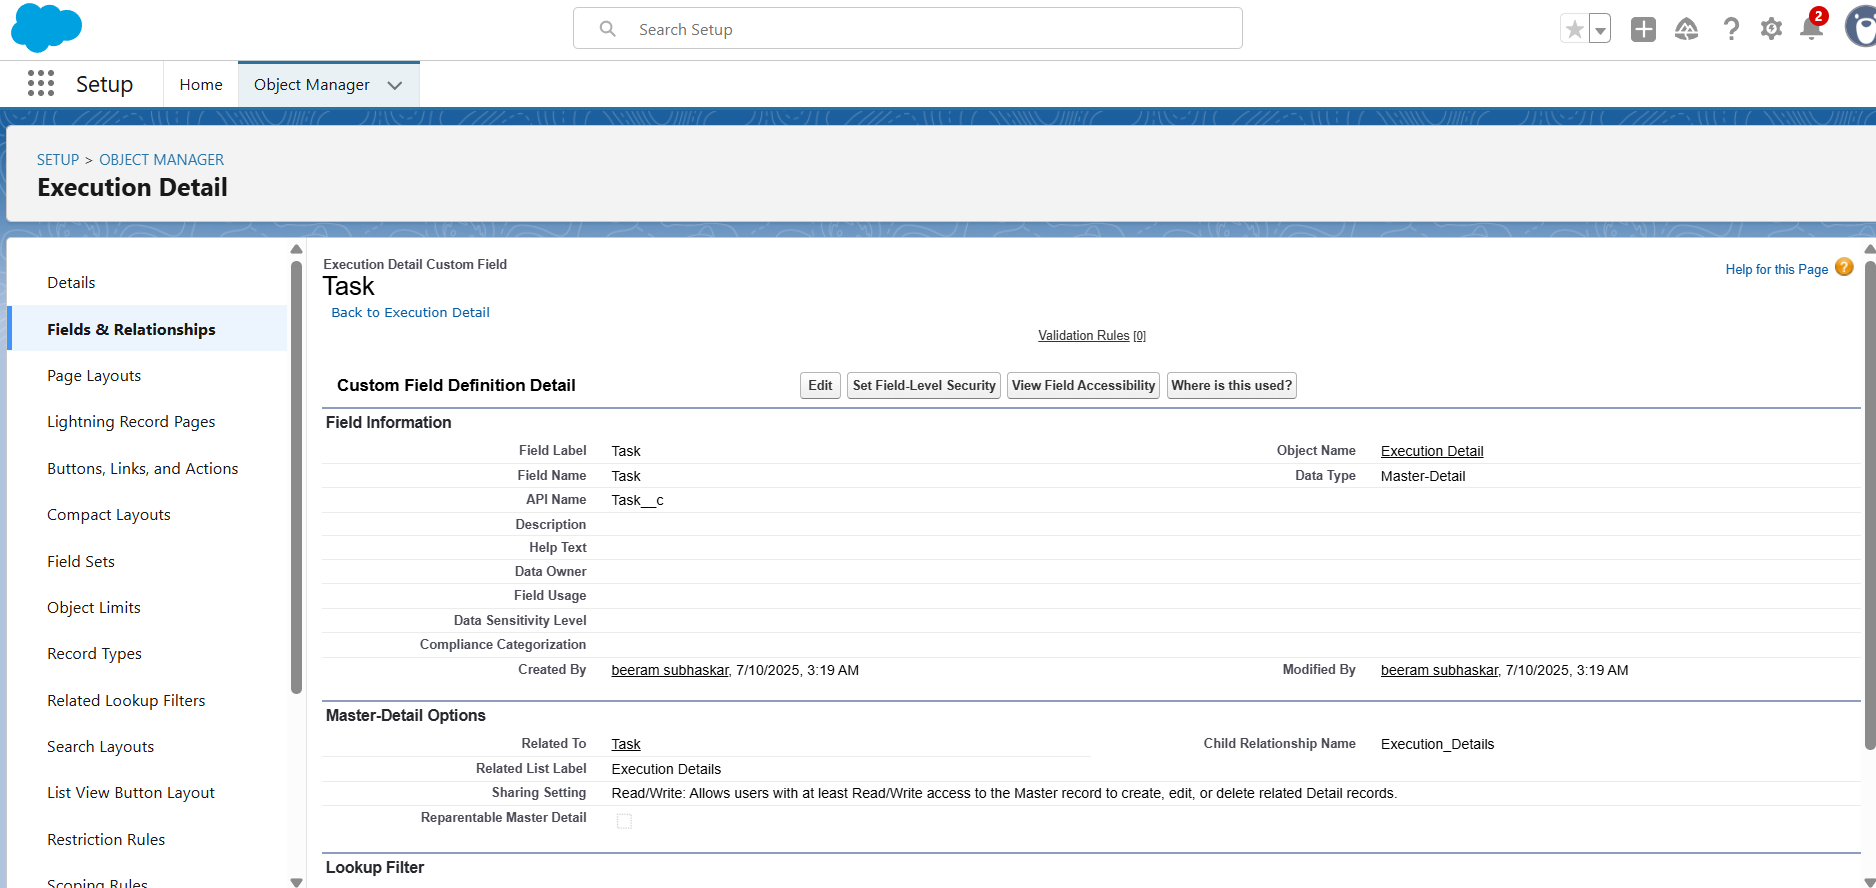 Search Setup
2
Setup
Home
Object Manager
SETUP > OBJECT MANAGER
Execution Detail
Details
Fields & Relationships
Page Layouts
Lightning Record Pages
Buttons, Links, and Actions
Compact Layouts
Field Sets
Object Limits
Record Types
Related Lookup Filters
Search Layouts
List View Button Layout
Restriction Rules
Scoping Rules
Execution Detail Custom Field
Task
Back to Execution Detail
Help for this Page ?
Validation Rules [0]
Custom Field Definition Detail
Edit Set Field-Level Security View Field Accessibility Where is this used?
Field Information
Field Label Task Object Name Execution Detail
Field Name Task Data Type Master-Detail
API Name Task__c
Description
Help Text
Data Owner
Field Usage
Data Sensitivity Level
Compliance Categorization
Created By beeram subhaskar, 7/10/2025, 3:19 AM Modified By beeram subhaskar, 7/10/2025, 3:19 AM
Master-Detail Options
Related To Task Child Relationship Name Execution_Details
Related List Label Execution Details
Sharing Setting Read/Write: Allows users with at least Read/Write access to the Master record to create, edit, or delete related Detail records.
Reparentable Master Detail
Lookup Filter